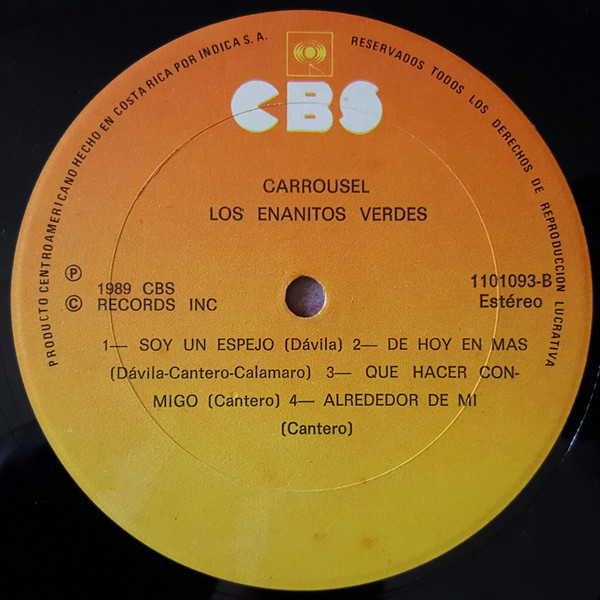 PRODUCTO CENTROAMERICANO HECHO EN COSTA RICA POR INDICA S. A.
RESERVADOS TODOS LOS DERECHOS DE REPRODUCCION LUCRATIVA
CBS
CARROUSEL
LOS ENANITOS VERDES
Ⓟ
© 1989 CBS
RECORDS INC
1101093-B
Estéreo
1— SOY UN ESPEJO (Dávila) 2— DE HOY EN MAS
(Dávila-Cantero-Calamaro) 3— QUE HACER CON-
MIGO (Cantero) 4— ALREDEDOR DE MI
(Cantero)